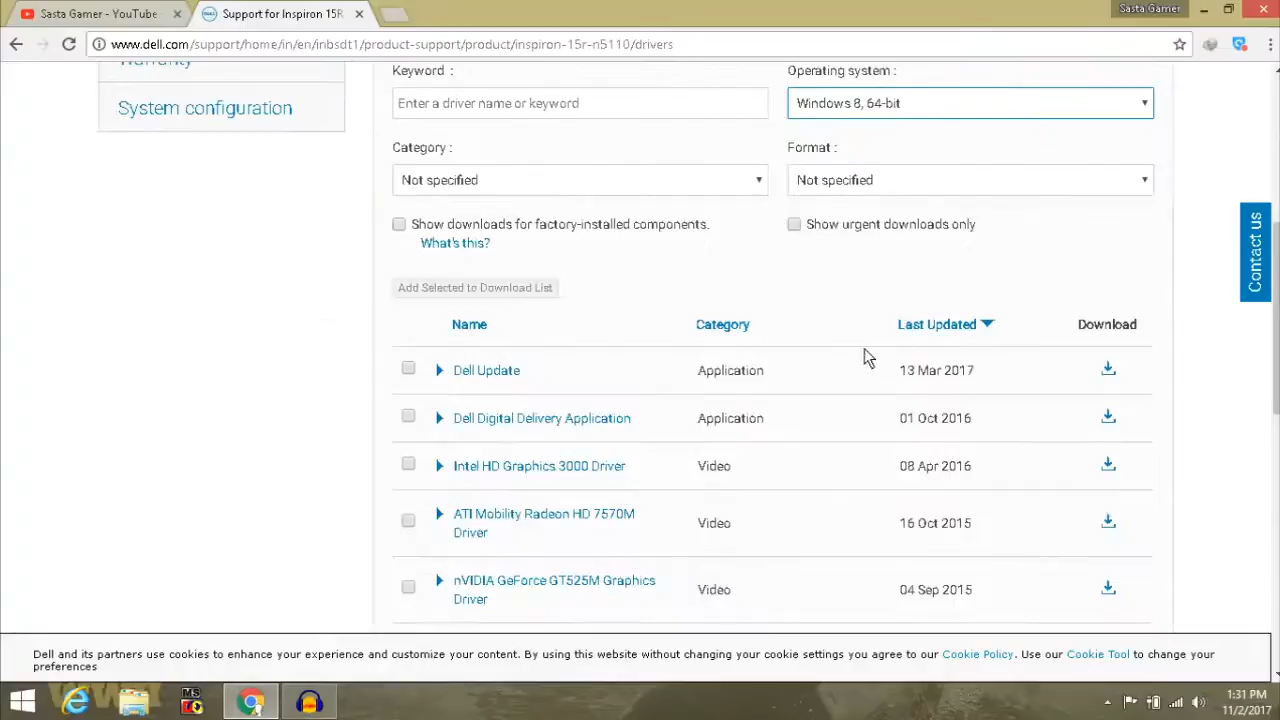 Sasta Gamer - YouTube
Support for Inspiron 15R
Sasta Gamer
www.dell.com/support/home/in/en/inbsdt1/product-support/product/inspiron-15r-n5110/drivers
Warranty
System configuration
Keyword :
Operating system :
Enter a driver name or keyword
Windows 8, 64-bit
Category :
Format :
Not specified
Not specified
Show downloads for factory-installed components.
What's this?
Show urgent downloads only
Contact us
Add Selected to Download List
Name Category Last Updated Download
Dell Update Application 13 Mar 2017
Dell Digital Delivery Application Application 01 Oct 2016
Intel HD Graphics 3000 Driver Video 08 Apr 2016
ATI Mobility Radeon HD 7570M
Driver
Video 16 Oct 2015
nVIDIA GeForce GT525M Graphics
Driver
Video 04 Sep 2015
Dell and its partners use cookies to enhance your experience and customize your content. By using this website without changing your cookie settings you agree to our Cookie Policy. Use our Cookie Tool to change your
preferences
MS
1:31 PM
11/2/2017